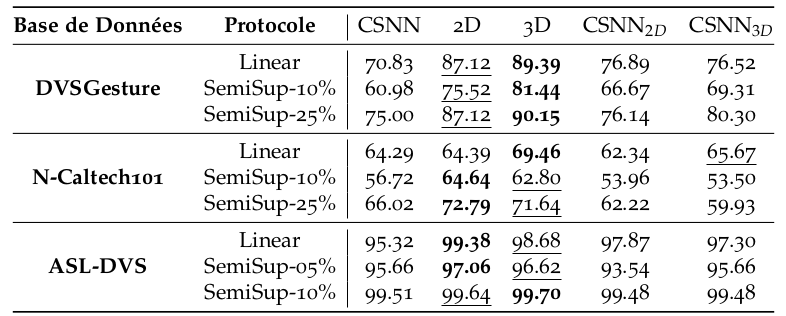 Base de Données Protocole CSNN 2D 3D CSNN2D CSNN3D
Linear 70.83 87.12 89.39 76.89 76.52
DVSGesture SemiSup-10% 60.98 75.52 81.44 66.67 69.31
SemiSup-25% 75.00 87.12 90.15 76.14 80.30
Linear 64.29 64.39 69.46 62.34 65.67
N-Caltech101 SemiSup-10% 56.72 64.64 62.80 53.96 53.50
SemiSup-25% 66.02 72.79 71.64 62.22 59.93
Linear 95.32 99.38 98.68 97.87 97.30
ASL-DVS SemiSup-05% 95.66 97.06 96.62 93.54 95.66
SemiSup-10% 99.51 99.64 99.70 99.48 99.48